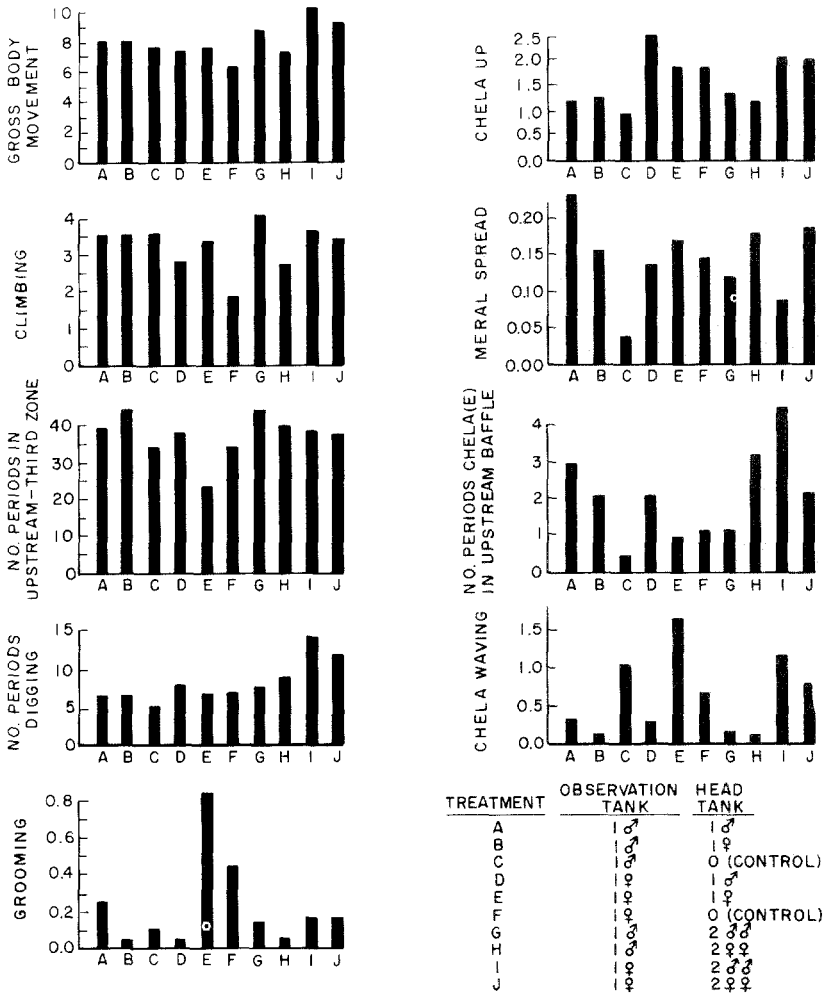 GROSS BODY
MOVEMENT
10
8
6
4
2
0
A B C D E F G H I J
CHELA UP
2.5
2.0
1.0
0.5
0.0
A B C D E F G H I J
CLIMBING
4
3
2
1
0
A B C D E F G H I J
MERAL SPREAD
0.20
0.15
0.10
0.05
0.00
A B C D E F G H I J
NO. PERIODS IN
UPSTREAM-THIRD ZONE
40
30
20
10
0
A B C D E F G H I J
NO. PERIODS CHELA(E)
IN UPSTREAM BAFFLE
4
3
2
1
0
A B C D E F G H I J
NO. PERIODS
DIGGING
15
10
5
0
A B C D E F G H I J
CHELA WAVING
1.5
1.0
0.5
0.0
A B C D E F G H I J
GROOMING
0.8
0.6
0.4
0.2
0.0
A B C D E F G H I J
TREATMENT OBSERVATION TANK HEAD TANK
A 1♂ 1♂
B 1♂ 1♀
C 1♂ 0 (CONTROL)
D 1♀ 1♂
E 1♀ 1♀
F 1♀ 0 (CONTROL)
G 1♂ 2♂♂
H 1♂ 2♀♀
I 1♀ 2♂♂
J 1♀ 2♀♀